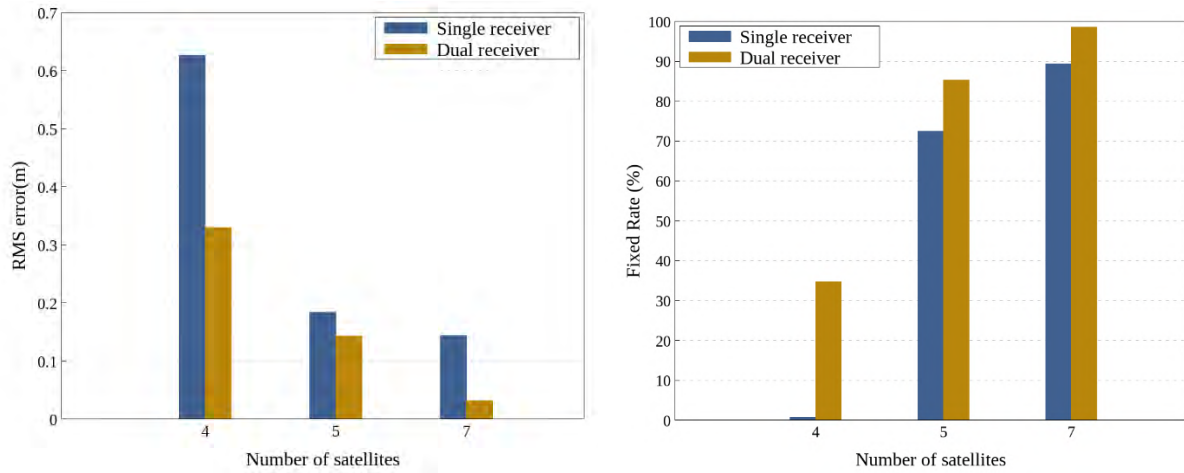 0.7
0.6
0.5
0.4
0.3
0.2
0.1
0
RMS error(m)
Single receiver
Dual receiver
4 5 7
Number of satellites
100
90
80
70
60
50
40
30
20
10
0
Fixed Rate (%)
Single receiver
Dual receiver
4 5 7
Number of satellites